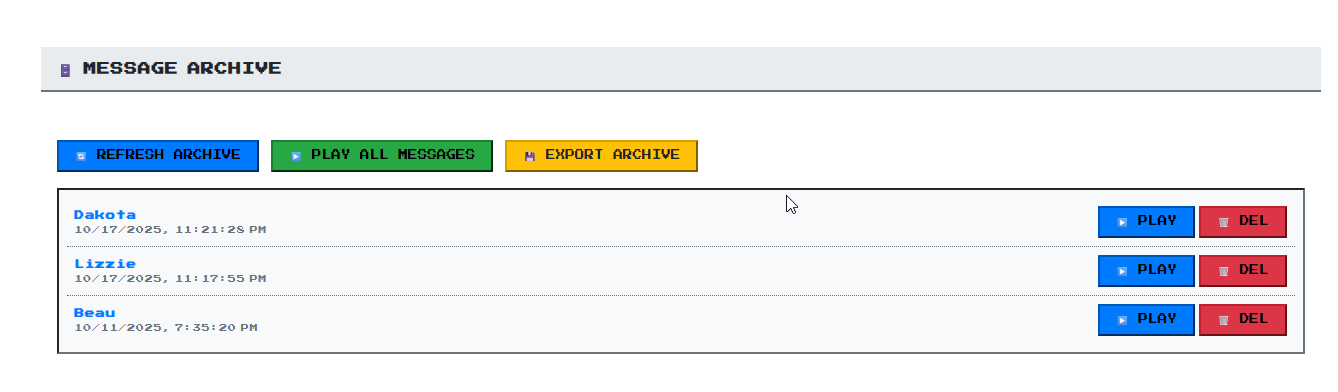 MESSAGE ARCHIVE
REFRESH ARCHIVE PLAY ALL MESSAGES EXPORT ARCHIVE
Dakota
10/17/2025, 11:21:28 PM
PLAY DEL
Lizzie
10/17/2025, 11:17:55 PM
PLAY DEL
Beau
10/11/2025, 7:35:20 PM
PLAY DEL